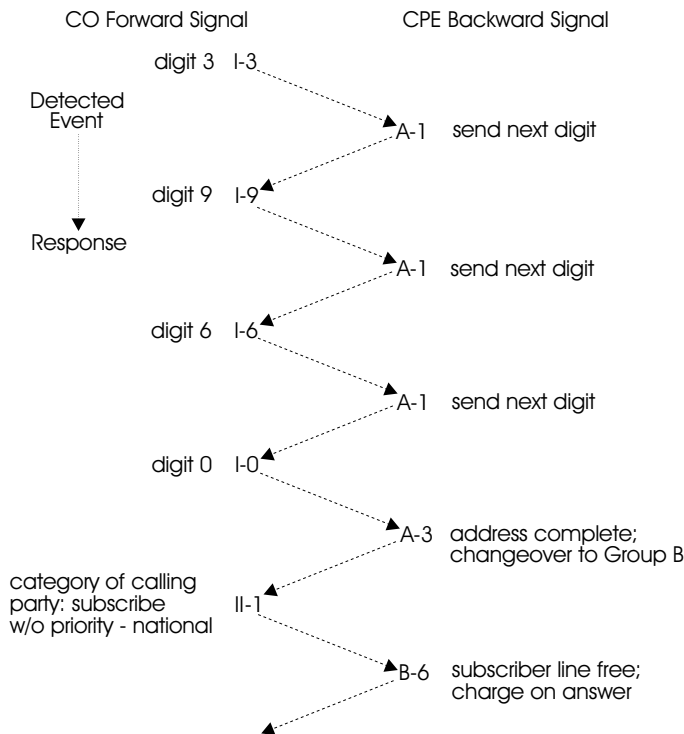 CO Forward Signal
CPE Backward Signal
digit 3 I-3
Detected
Event
A-1 send next digit
digit 9 I-9
Response
A-1 send next digit
digit 6 I-6
A-1 send next digit
digit 0 I-0
A-3 address complete;
changeover to Group B
category of calling
party: subscribe
w/o priority - national
II-1
B-6 subscriber line free;
charge on answer